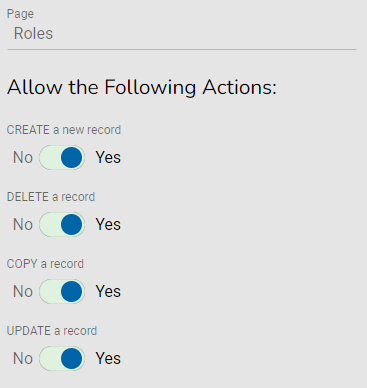 Page
Roles
Allow the Following Actions:
CREATE a new record
No Yes
DELETE a record
No Yes
COPY a record
No Yes
UPDATE a record
No Yes